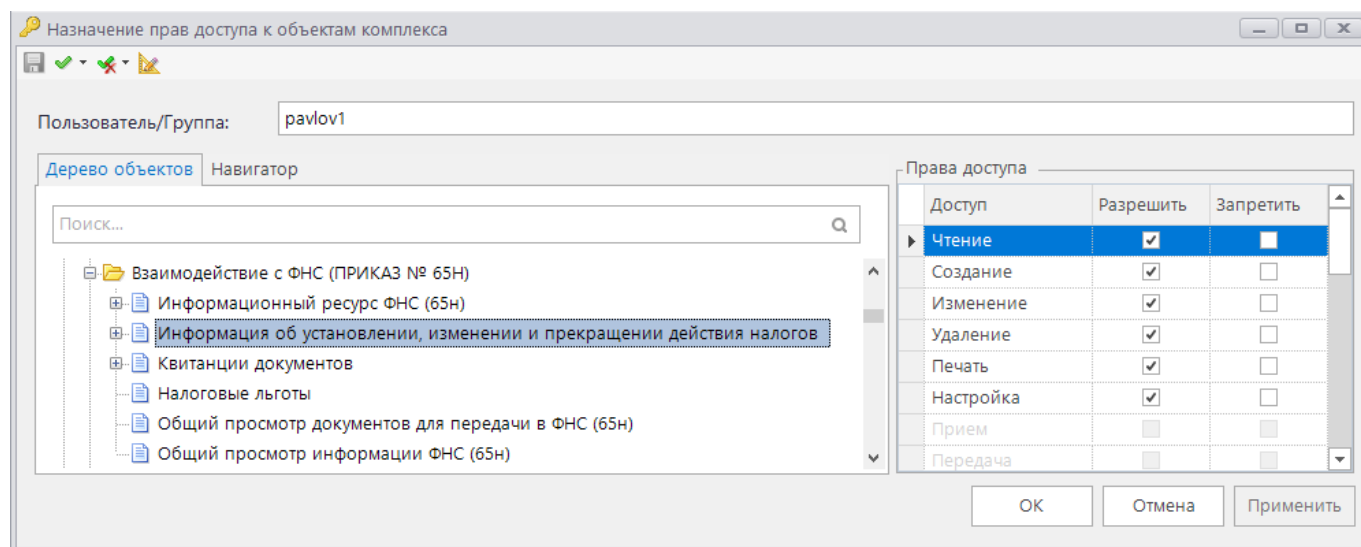 Назначение прав доступа к объектам комплекса
Пользователь/Группа: pavlov1
Дерево объектов Навигатор
Поиск...
Взаимодействие с ФНС (ПРИКАЗ № 65Н)
Информационный ресурс ФНС (65н)
Информация об установлении, изменении и прекращении действия налогов
Квитанции документов
Налоговые льготы
Общий просмотр документов для передачи в ФНС (65н)
Общий просмотр информации ФНС (65н)
Права доступа
Доступ Разрешить Запретить
Чтение
Создание
Изменение
Удаление
Печать
Настройка
Прием
Передача
ОК Отмена Применить